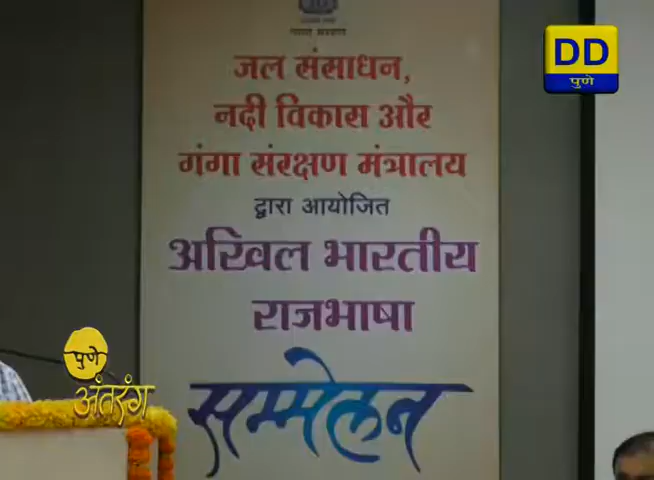 जल संसाधन,
नदी विकास और
गंगा संरक्षण मंत्रालय
द्वारा आयोजित
अखिल भारतीय
राजभाषा
सम्मेलन
DD
पुणे
पुणे
अंतरंग